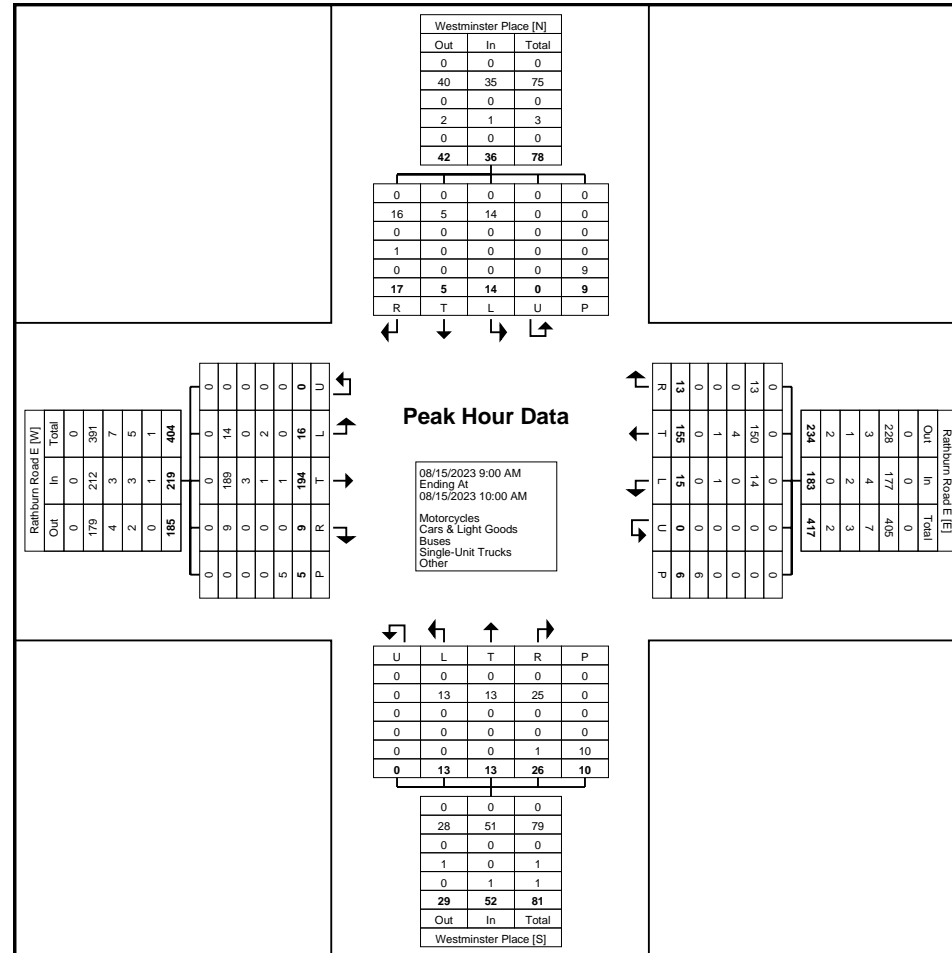 Westminster Place [N]
Out In Total
0 0 0
40 35 75
0 0 0
2 1 3
0 0 0
42 36 78
0 0 0 0 0
16 5 14 0 0
0 0 0 0 0
1 0 0 0 0
0 0 0 0 9
17 5 14 0 9
R T L U P
Rathburn Road E [W]
Out In Total
0 0 0
179 212 391
4 3 7
2 3 5
0 1 1
185 219 404
0 0 0 0 0
0 9 189 14 0
0 0 3 0 0
0 0 1 2 0
5 0 1 0 0
5 9 194 16 0
P R T L U
Peak Hour Data
08/15/2023 9:00 AM
Ending At
08/15/2023 10:00 AM
Motorcycles
Cars & Light Goods
Buses
Single-Unit Trucks
Other
Rathburn Road E [E]
Out In Total
0 0 0
228 177 405
3 4 7
1 2 3
2 0 2
234 183 417
0 0 0 0 0
13 150 14 0 0
0 4 0 0 0
0 1 1 0 0
0 0 0 0 6
13 155 15 0 6
R T L U P
U L T R P
0 0 0 0 0
0 13 13 25 0
0 0 0 0 0
0 0 0 0 0
0 0 0 1 10
0 13 13 26 10
0 0 0
28 51 79
0 0 0
1 0 1
0 1 1
29 52 81
Out In Total
Westminster Place [S]